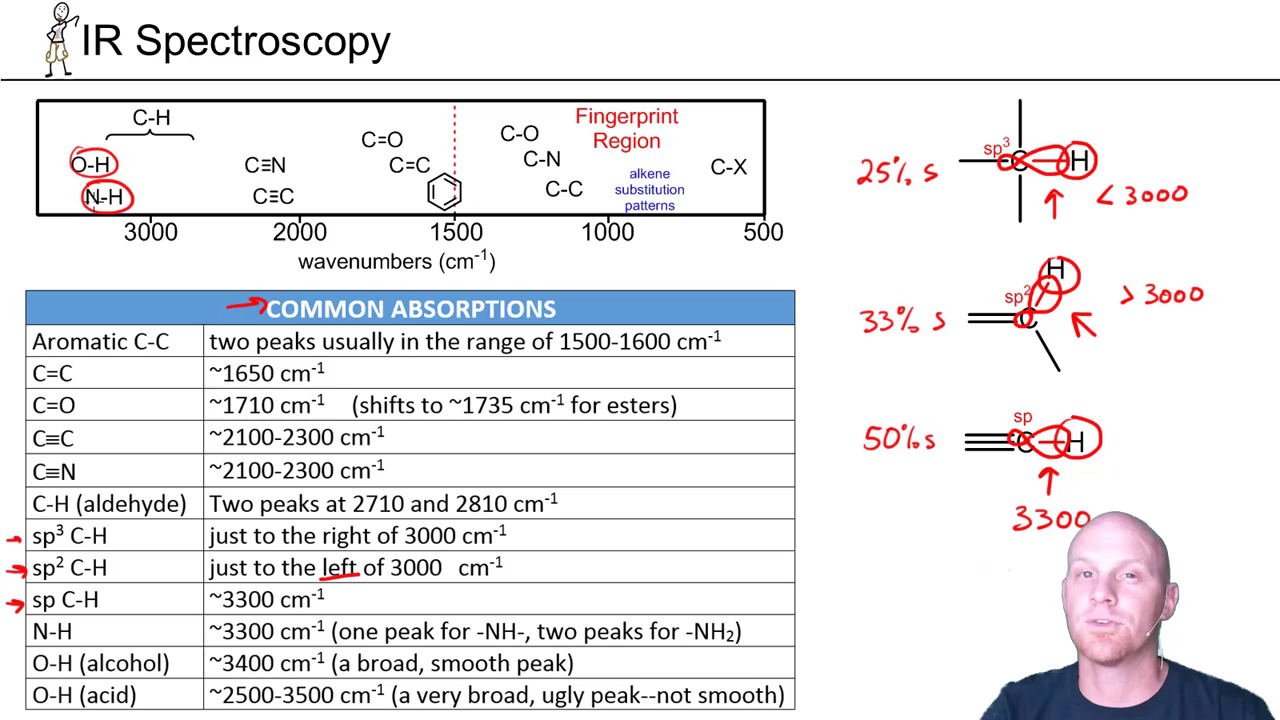 IR Spectroscopy
C-H
O-H
N-H
C≡N
C≡C
C=O
C=C
C-O
C-N
C-C
Fingerprint
Region
alkene
substitution
patterns
C-X
3000 2000 1500 1000 500
wavenumbers (cm⁻¹)
COMMON ABSORPTIONS
Aromatic C-C two peaks usually in the range of 1500-1600 cm⁻¹
C=C ~1650 cm⁻¹
C=O ~1710 cm⁻¹ (shifts to ~1735 cm⁻¹ for esters)
C≡C ~2100-2300 cm⁻¹
C≡N ~2100-2300 cm⁻¹
C-H (aldehyde) Two peaks at 2710 and 2810 cm⁻¹
sp³ C-H just to the right of 3000 cm⁻¹
sp² C-H just to the left of 3000 cm⁻¹
sp C-H ~3300 cm⁻¹
N-H ~3300 cm⁻¹ (one peak for -NH-, two peaks for -NH₂)
O-H (alcohol) ~3400 cm⁻¹ (a broad, smooth peak)
O-H (acid) ~2500-3500 cm⁻¹ (a very broad, ugly peak--not smooth)
25% s
sp³
C H
< 3000
33% s
sp²
H
C
> 3000
50% s
sp
C H
3300